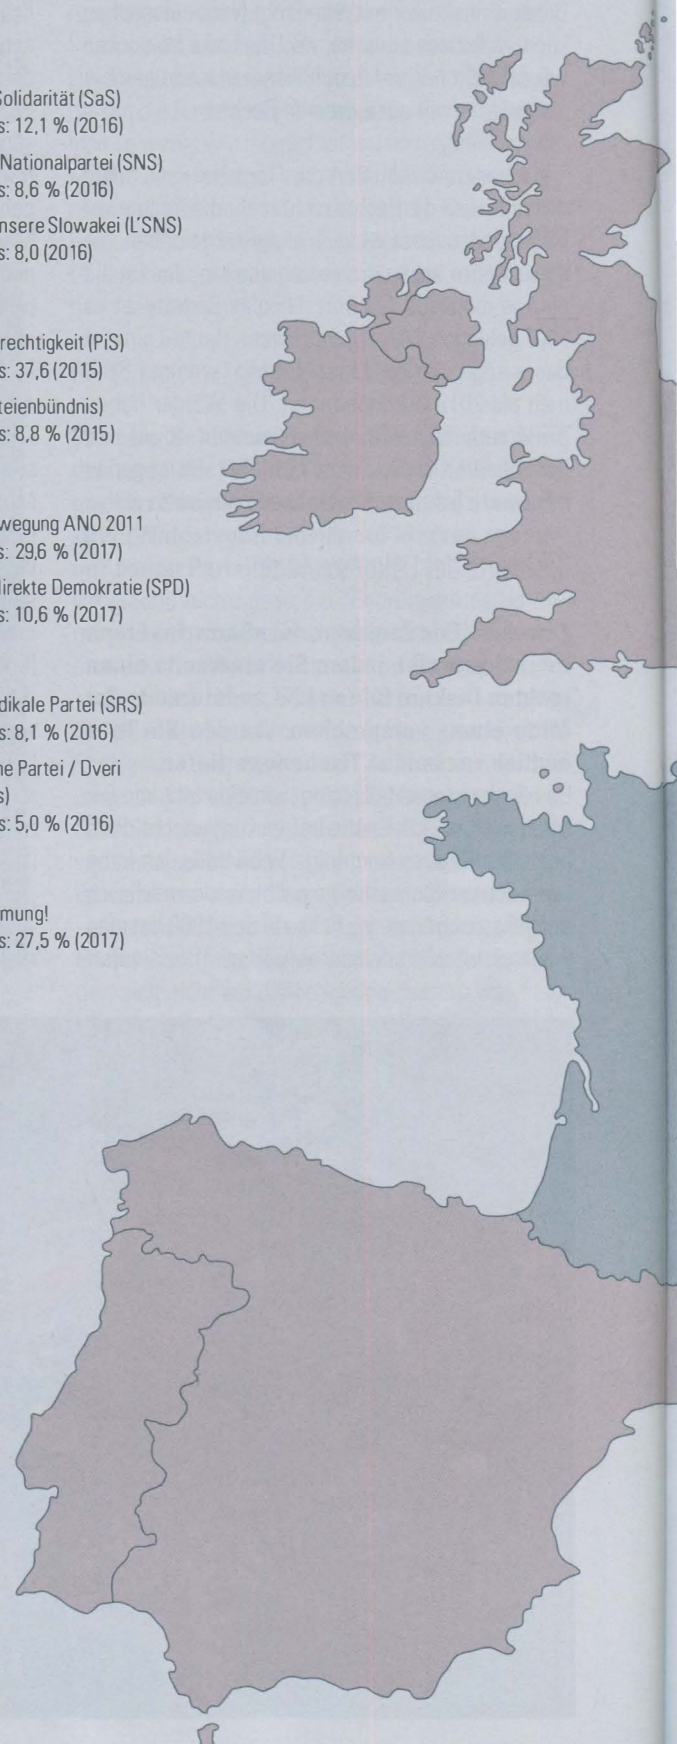 Solidarität (SaS)
s: 12,1 % (2016)
Nationalpartei (SNS)
s: 8,6 % (2016)
nsere Slowakei (L'SNS)
s: 8,0 (2016)
rechtigkeit (PiS)
s: 37,6 (2015)
teienbündnis)
s: 8,8 % (2015)
wegung ANO 2011
s: 29,6 % (2017)
direkte Demokratie (SPD)
s: 10,6 % (2017)
dikale Partei (SRS)
s: 8,1 % (2016)
he Partei / Dveri
s)
s: 5,0 % (2016)
mmung!
s: 27,5 % (2017)